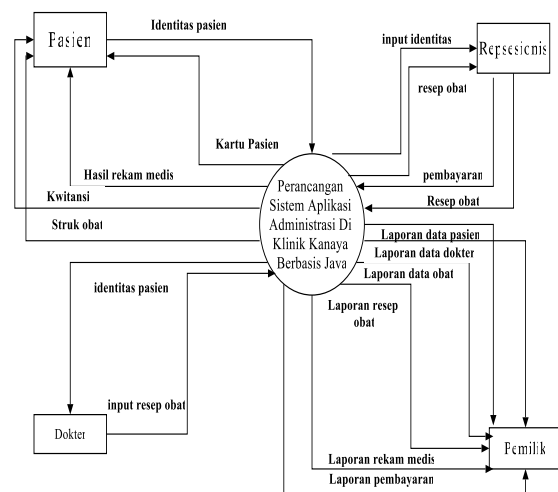 Identitas pasien
Pasien
input identitas
Repsesionis
resep obat
Kartu Pasien
Hasil rekam medis
pembayaran
Kwitansi
Resep obat
Struk obat
Perancangan
Sistem Aplikasi
Administrasi Di
Klinik Kanaya
Berbasis Java
Laporan data pasien
Laporan data dokter
Laporan data obat
identitas pasien
Laporan resep
obat
input resep obat
Dokter
Pemilik
Laporan rekam medis
Laporan pembayaran